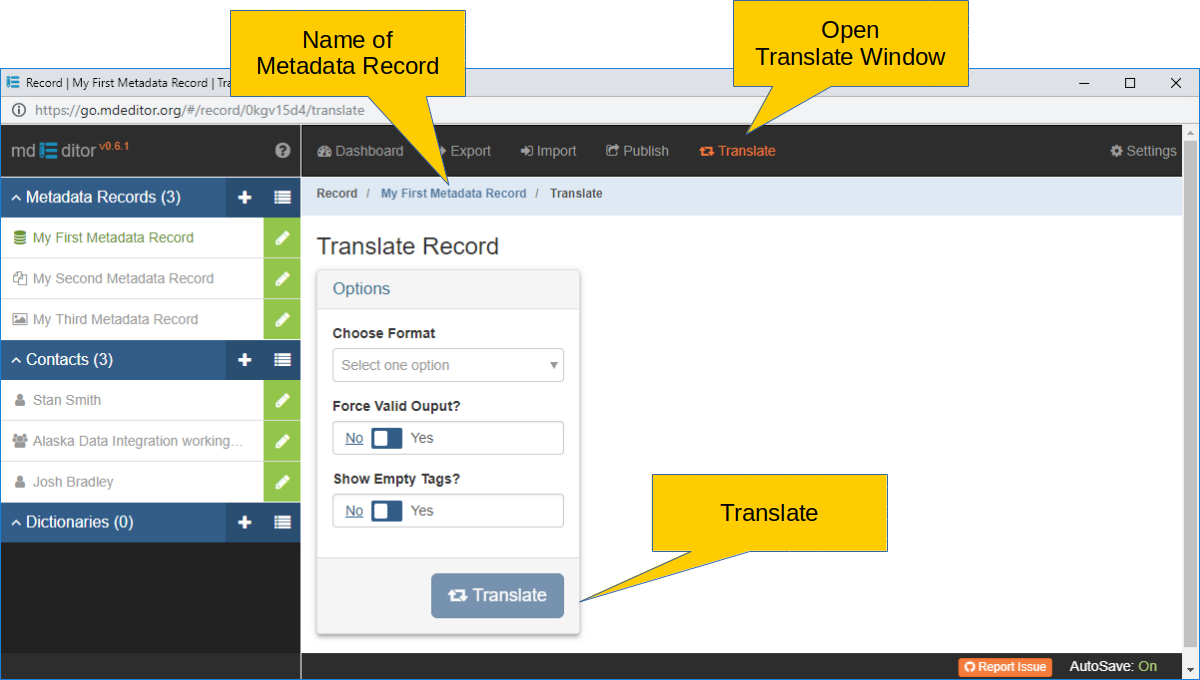 Name of
Metadata Record
Open
Translate Window
Record | My First Metadata Record | Tra
https://go.mdeditor.org/#/record/0kgv15d4/translate
md ditor v0.6.1
Dashboard
Export
Import
Publish
Translate
Settings
Metadata Records (3)
My First Metadata Record
My Second Metadata Record
My Third Metadata Record
Contacts (3)
Stan Smith
Alaska Data Integration working...
Josh Bradley
Dictionaries (0)
Record / My First Metadata Record / Translate
Translate Record
Options
Choose Format
Select one option
Force Valid Ouput?
No Yes
Show Empty Tags?
No Yes
Translate
Translate
Report Issue
AutoSave: On